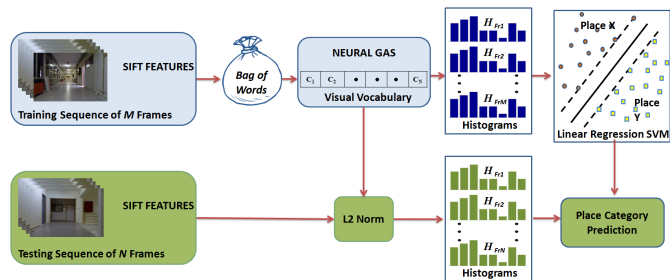 SIFT FEATURES
Training Sequence of M Frames
Bag of
Words
NEURAL GAS
C1 C2 • • • CN
Visual Vocabulary
HFr1
HFr2
HFrM
Histograms
Place X
Place
Y
Linear Regression SVM
SIFT FEATURES
Testing Sequence of N Frames
L2 Norm
HFr1
HFr2
HFrN
Histograms
Place Category
Prediction